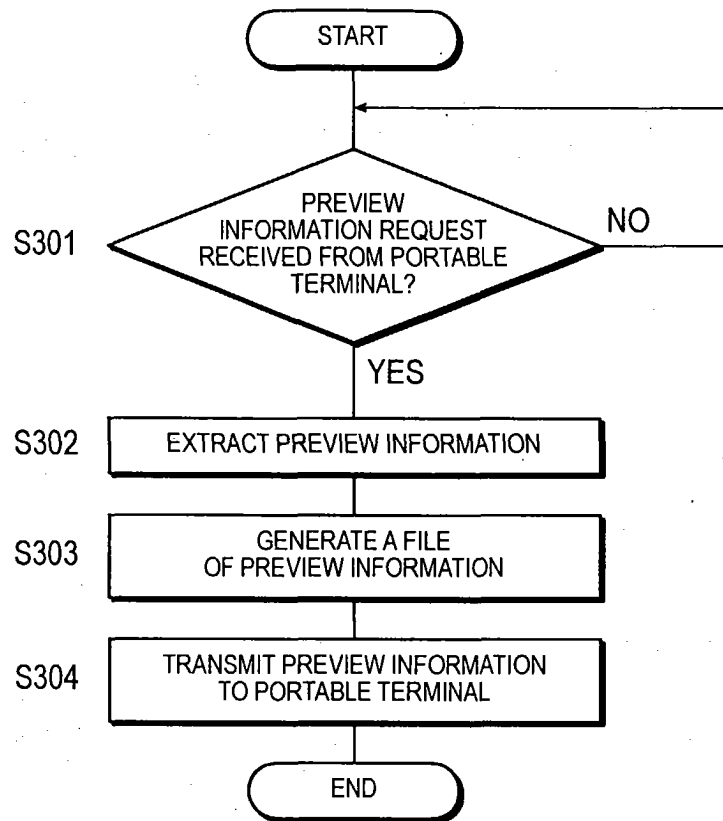 START
PREVIEW
INFORMATION REQUEST
RECEIVED FROM PORTABLE
TERMINAL?
S301
NO
YES
S302
EXTRACT PREVIEW INFORMATION
S303
GENERATE A FILE
OF PREVIEW INFORMATION
S304
TRANSMIT PREVIEW INFORMATION
TO PORTABLE TERMINAL
END